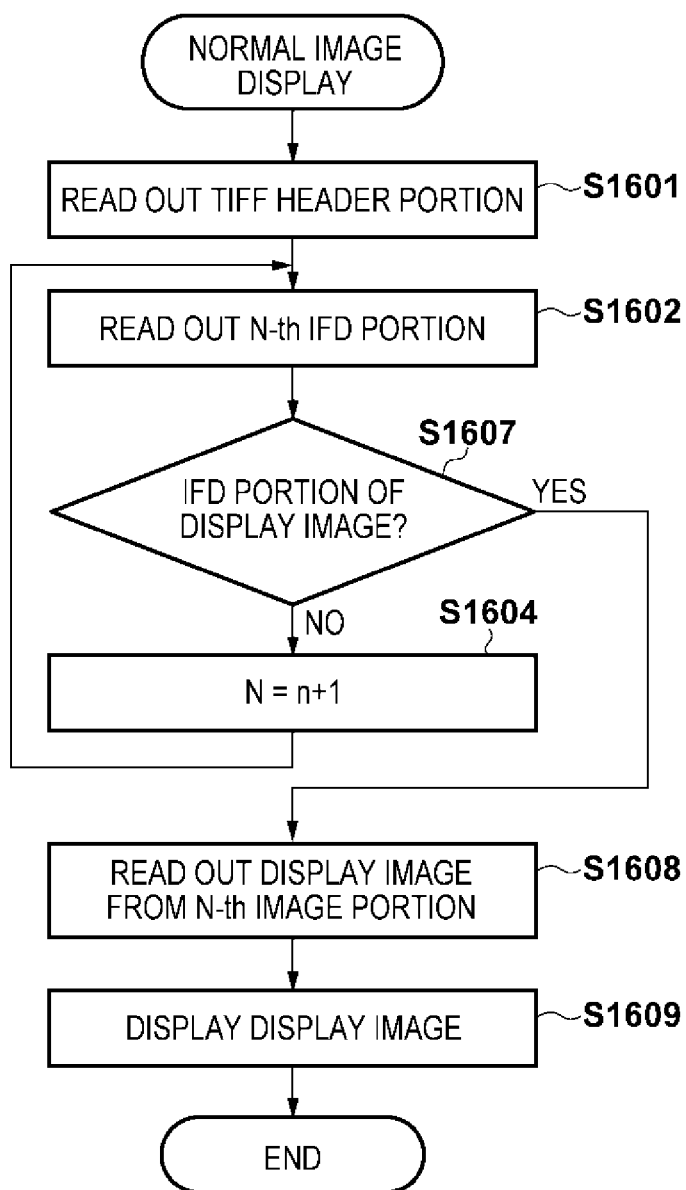 NORMAL IMAGE
DISPLAY
READ OUT TIFF HEADER PORTION
S1601
READ OUT N-th IFD PORTION
S1602
S1607
IFD PORTION OF
DISPLAY IMAGE?
YES
NO
S1604
N = n+1
READ OUT DISPLAY IMAGE
FROM N-th IMAGE PORTION
S1608
DISPLAY DISPLAY IMAGE
S1609
END